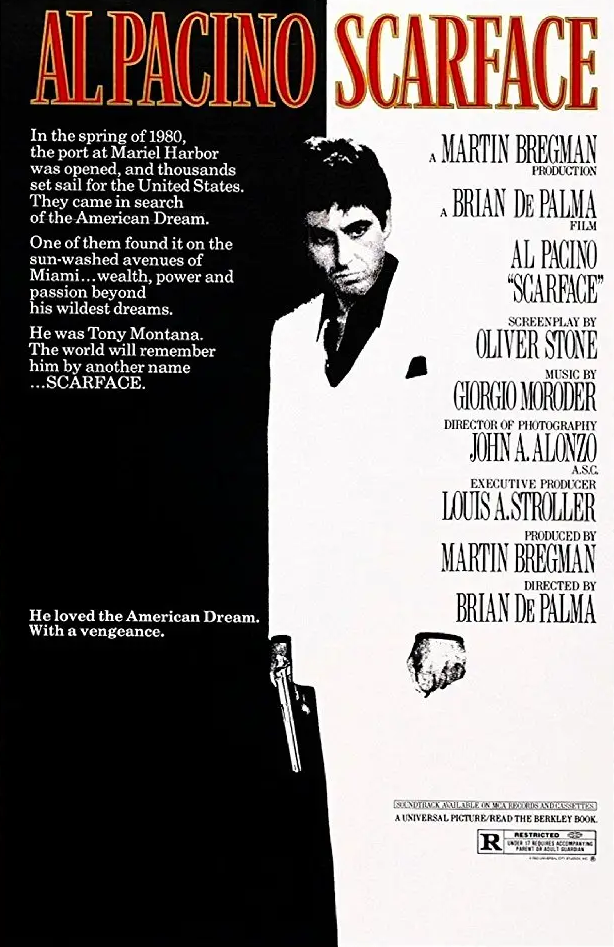 AL PACINO SCARFACE
In the spring of 1980,
the port at Mariel Harbor
was opened, and thousands
set sail for the United States.
They came in search
of the American Dream.
One of them found it on the
sun-washed avenues of
Miami...wealth, power and
passion beyond
his wildest dreams.
He was Tony Montana.
The world will remember
him by another name
...SCARFACE.
He loved the American Dream.
With a vengeance.
A MARTIN BREGMAN
PRODUCTION
A BRIAN DE PALMA
FILM
AL PACINO
“SCARFACE”
SCREENPLAY BY
OLIVER STONE
MUSIC BY
GIORGIO MORODER
DIRECTOR OF PHOTOGRAPHY
JOHN A. ALONZO
A.S.C.
EXECUTIVE PRODUCER
LOUIS A. STROLLER
PRODUCED BY
MARTIN BREGMAN
DIRECTED BY
BRIAN DE PALMA
SOUNDTRACK AVAILABLE ON MCA RECORDS AND CASSETTES.
A UNIVERSAL PICTURE/READ THE BERKLEY BOOK.
R RESTRICTED
UNDER 17 REQUIRES ACCOMPANYING
PARENT OR ADULT GUARDIAN